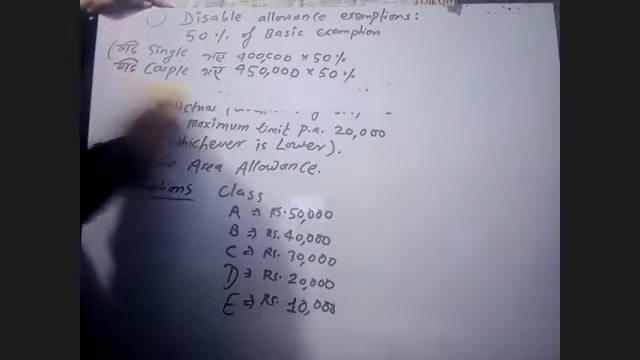 Disable allowance exemptions:
50% of Basic exemption
(यदि Single भए 400,000 × 50%
यदि Couple भए 450,000 × 50%
maximum limit p.a. 20,000
whichever is Lower).
Area Allowance.
Class
A ⇒ Rs. 50,000
B ⇒ Rs. 40,000
C ⇒ Rs. 30,000
D ⇒ Rs. 20,000
E ⇒ Rs. 10,000